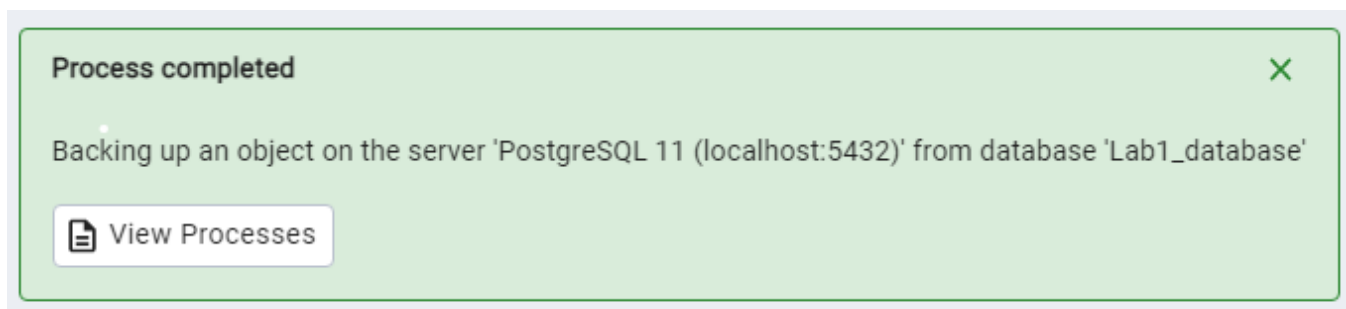 Process completed
Backing up an object on the server 'PostgreSQL 11 (localhost:5432)' from database 'Lab1_database'
View Processes